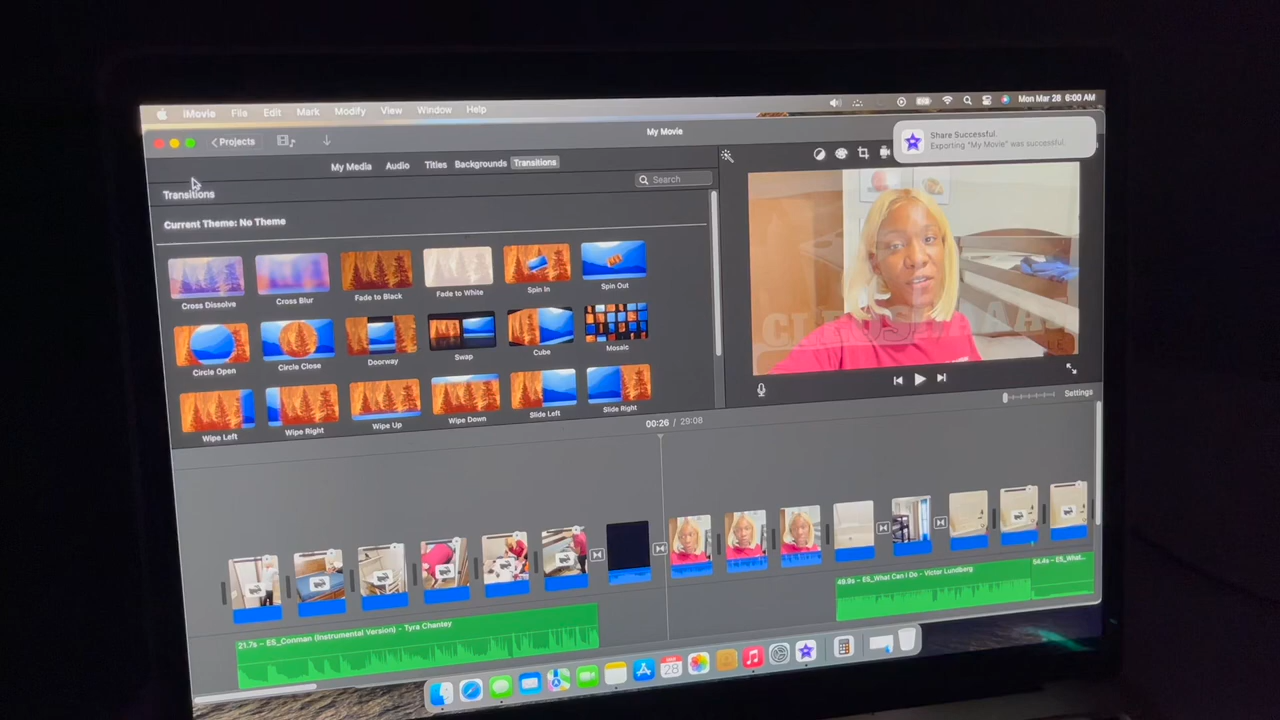 iMovie File Edit Mark Modify View Window Help
Mon Mar 28 6:00 AM
Projects
My Movie
Share Successful.
Exporting "My Movie" was successful.
My Media Audio Titles Backgrounds Transitions
Transitions
Search
Current Theme: No Theme
Cross Dissolve Cross Blur Fade to Black Fade to White Spin In Spin Out
Circle Open Circle Close Doorway Swap Cube Mosaic
Wipe Left Wipe Right Wipe Up Wipe Down Slide Left Slide Right
00:26 / 29:08
Settings
49.9s – ES_What Can I Do - Victor Lundberg
54.4s – ES_What...
21.7s – ES_Conman (Instrumental Version) - Tyra Chantey
28